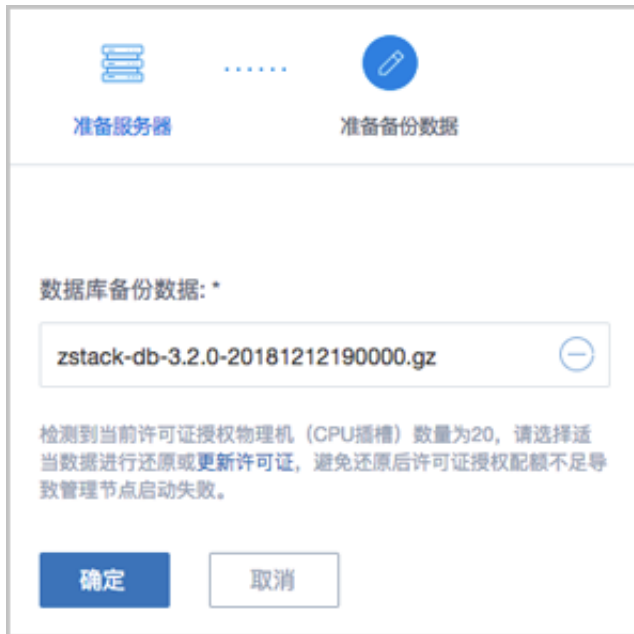 准备服务器
准备备份数据
数据库备份数据: *
zstack-db-3.2.0-20181212190000.gz
检测到当前许可证授权物理机（CPU插槽）数量为20，请选择适
当数据进行还原或更新许可证，避免还原后许可证授权配额不足导
致管理节点启动失败。
确定
取消